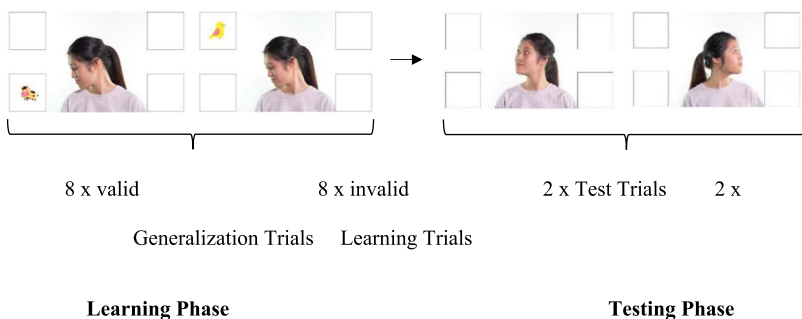 8 x valid 8 x invalid 2 x Test Trials 2 x
Generalization Trials Learning Trials
Learning Phase Testing Phase